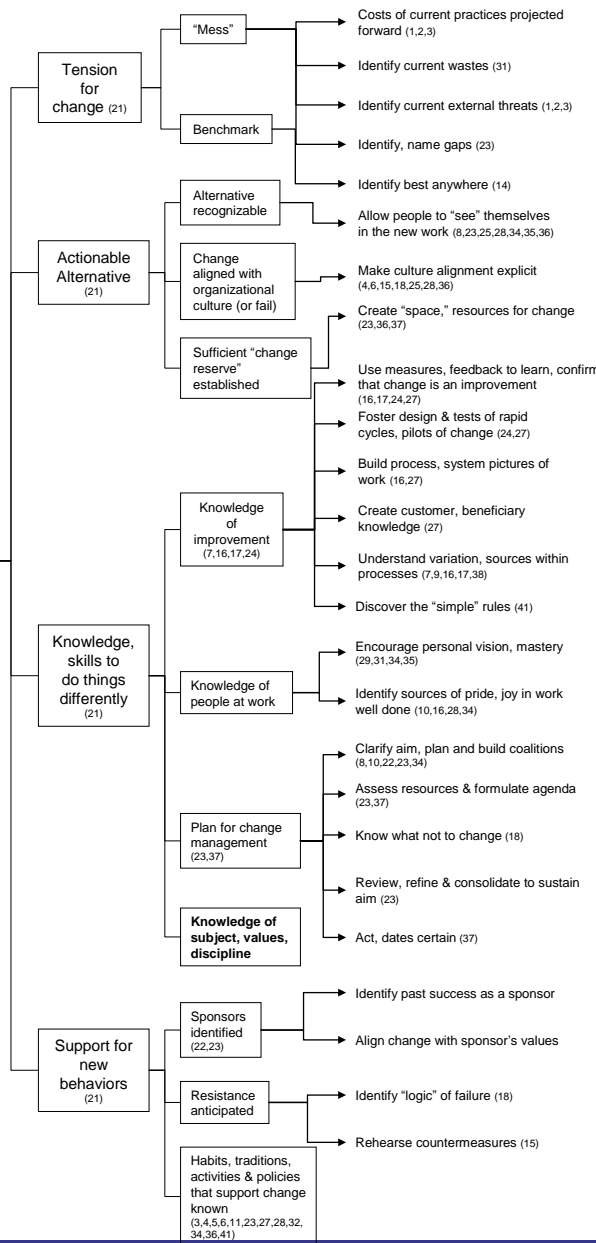 Tension
for
change (21)
“Mess”
Benchmark
Costs of current practices projected
forward (1,2,3)
Identify current wastes (31)
Identify current external threats (1,2,3)
Identify, name gaps (23)
Identify best anywhere (14)
Actionable
Alternative
(21)
Alternative
recognizable
Change
aligned with
organizational
culture (or fail)
Sufficient “change
reserve”
established
Allow people to “see” themselves
in the new work (8,23,25,28,34,35,36)
Make culture alignment explicit
(4,6,15,18,25,28,36)
Create “space,” resources for change
(23,36,37)
Knowledge,
skills to
do things
differently
(21)
Knowledge
of
improvement
(7,16,17,24)
Use measures, feedback to learn, confirm
that change is an improvement
(16,17,24,27)
Foster design & tests of rapid
cycles, pilots of change (24,27)
Build process, system pictures of
work (16,27)
Create customer, beneficiary
knowledge (27)
Understand variation, sources within
processes (7,9,16,17,38)
Discover the “simple” rules (41)
Knowledge of
people at work
Encourage personal vision, mastery
(29,31,34,35)
Identify sources of pride, joy in work
well done (10,16,28,34)
Plan for change
management
(23,37)
Clarify aim, plan and build coalitions
(8,10,22,23,34)
Assess resources & formulate agenda
(23,37)
Know what not to change (18)
Review, refine & consolidate to sustain
aim (23)
Act, dates certain (37)
Knowledge of
subject, values,
discipline
Support for
new
behaviors
(21)
Sponsors
identified
(22,23)
Identify past success as a sponsor
Align change with sponsor’s values
Resistance
anticipated
Identify “logic” of failure (18)
Rehearse countermeasures (15)
Habits, traditions,
activities & policies
that support change
known
(3,4,5,6,11,23,27,28,32,
34,36,41)